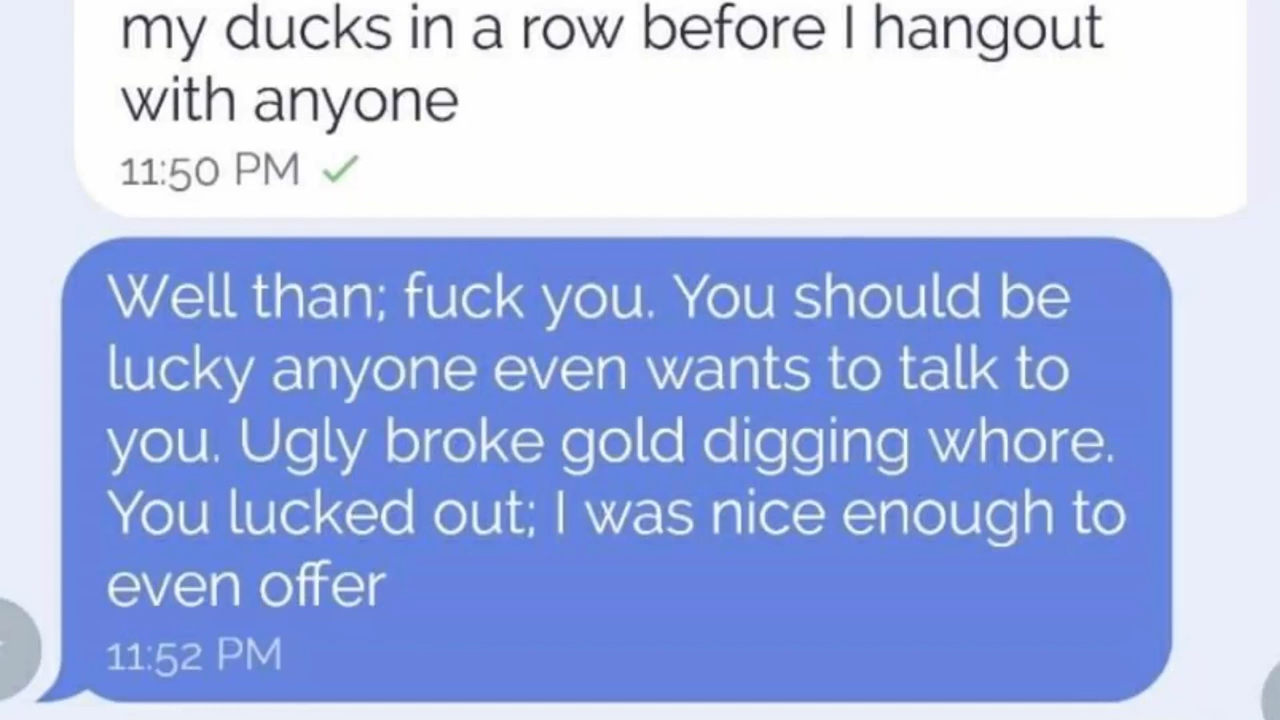 my ducks in a row before I hangout
with anyone
11:50 PM ✓
Well than; fuck you. You should be
lucky anyone even wants to talk to
you. Ugly broke gold digging whore.
You lucked out; I was nice enough to
even offer
11:52 PM